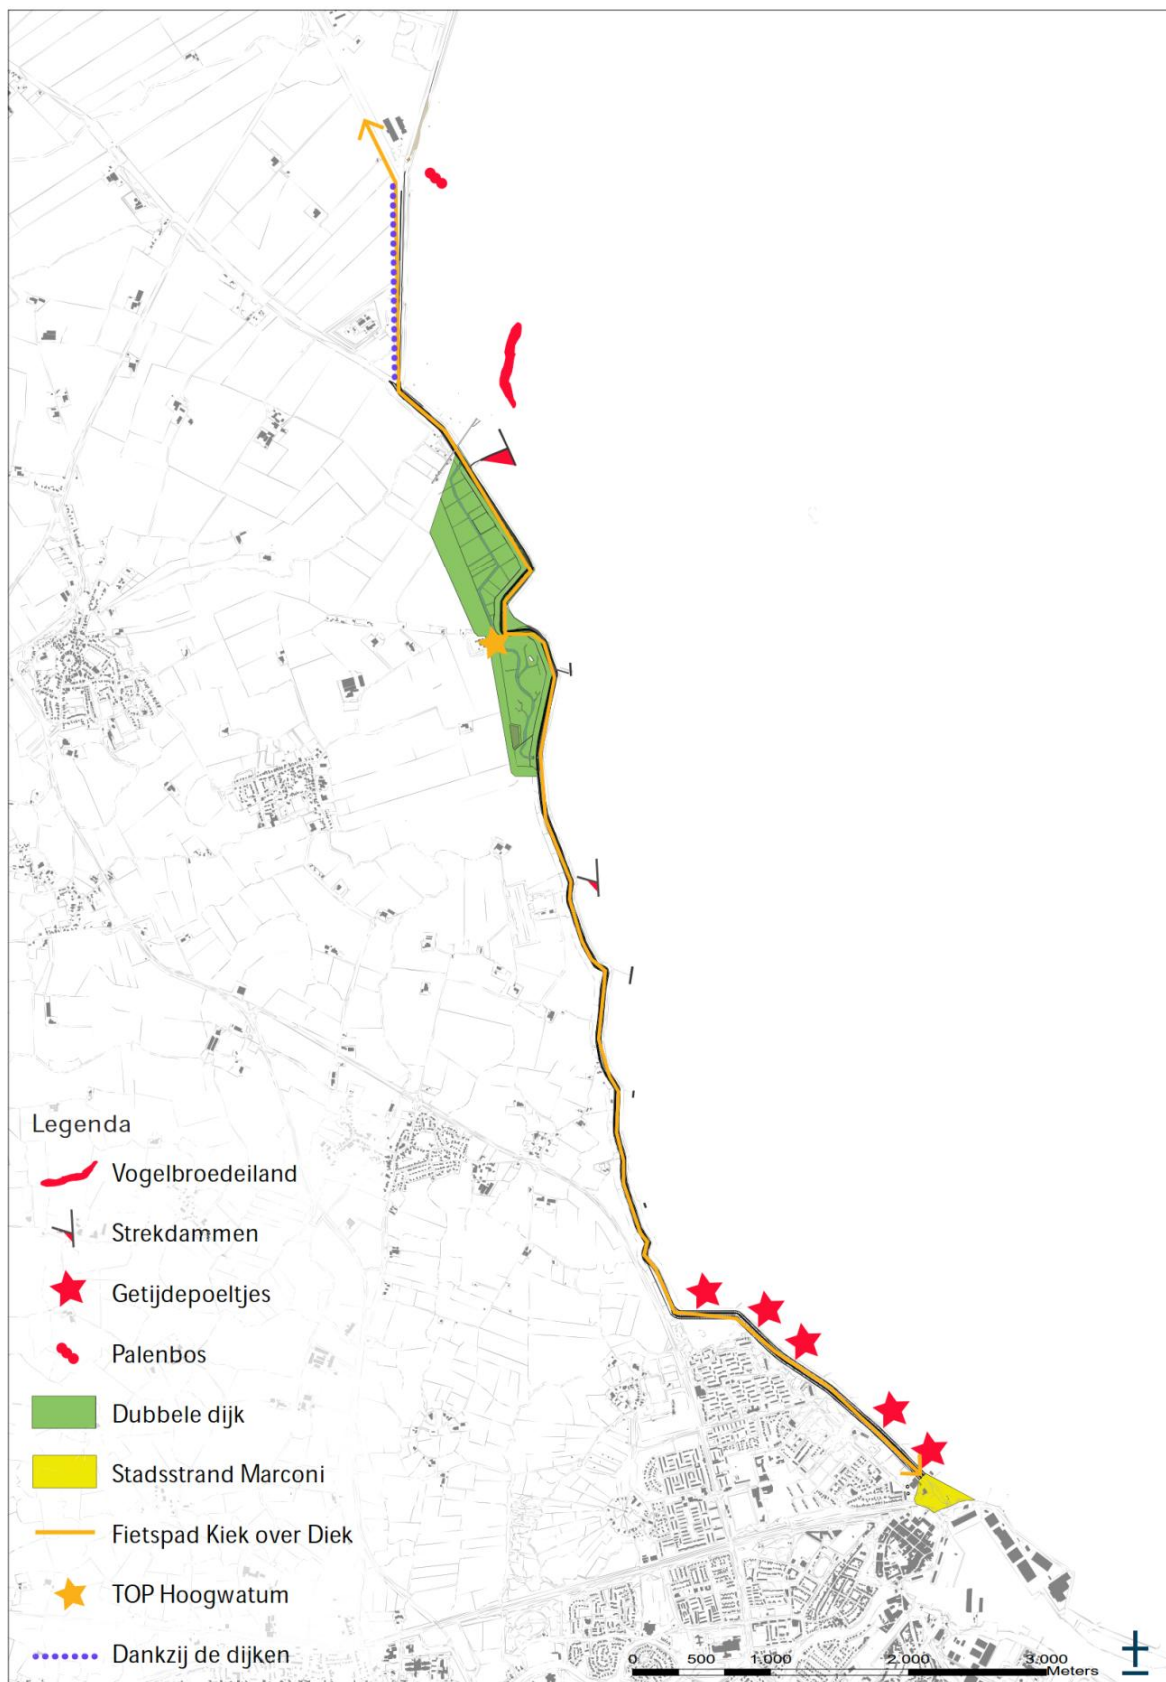 Legenda
Vogelbroedeiland
Strekdammen
Getijdepoeltjes
Palenbos
Dubbele dijk
Stadsstrand Marconi
Fietspad Kiek over Diek
TOP Hoogwatum
Dankzij de dijken
0 500 1.000 2.000 3.000
Meters